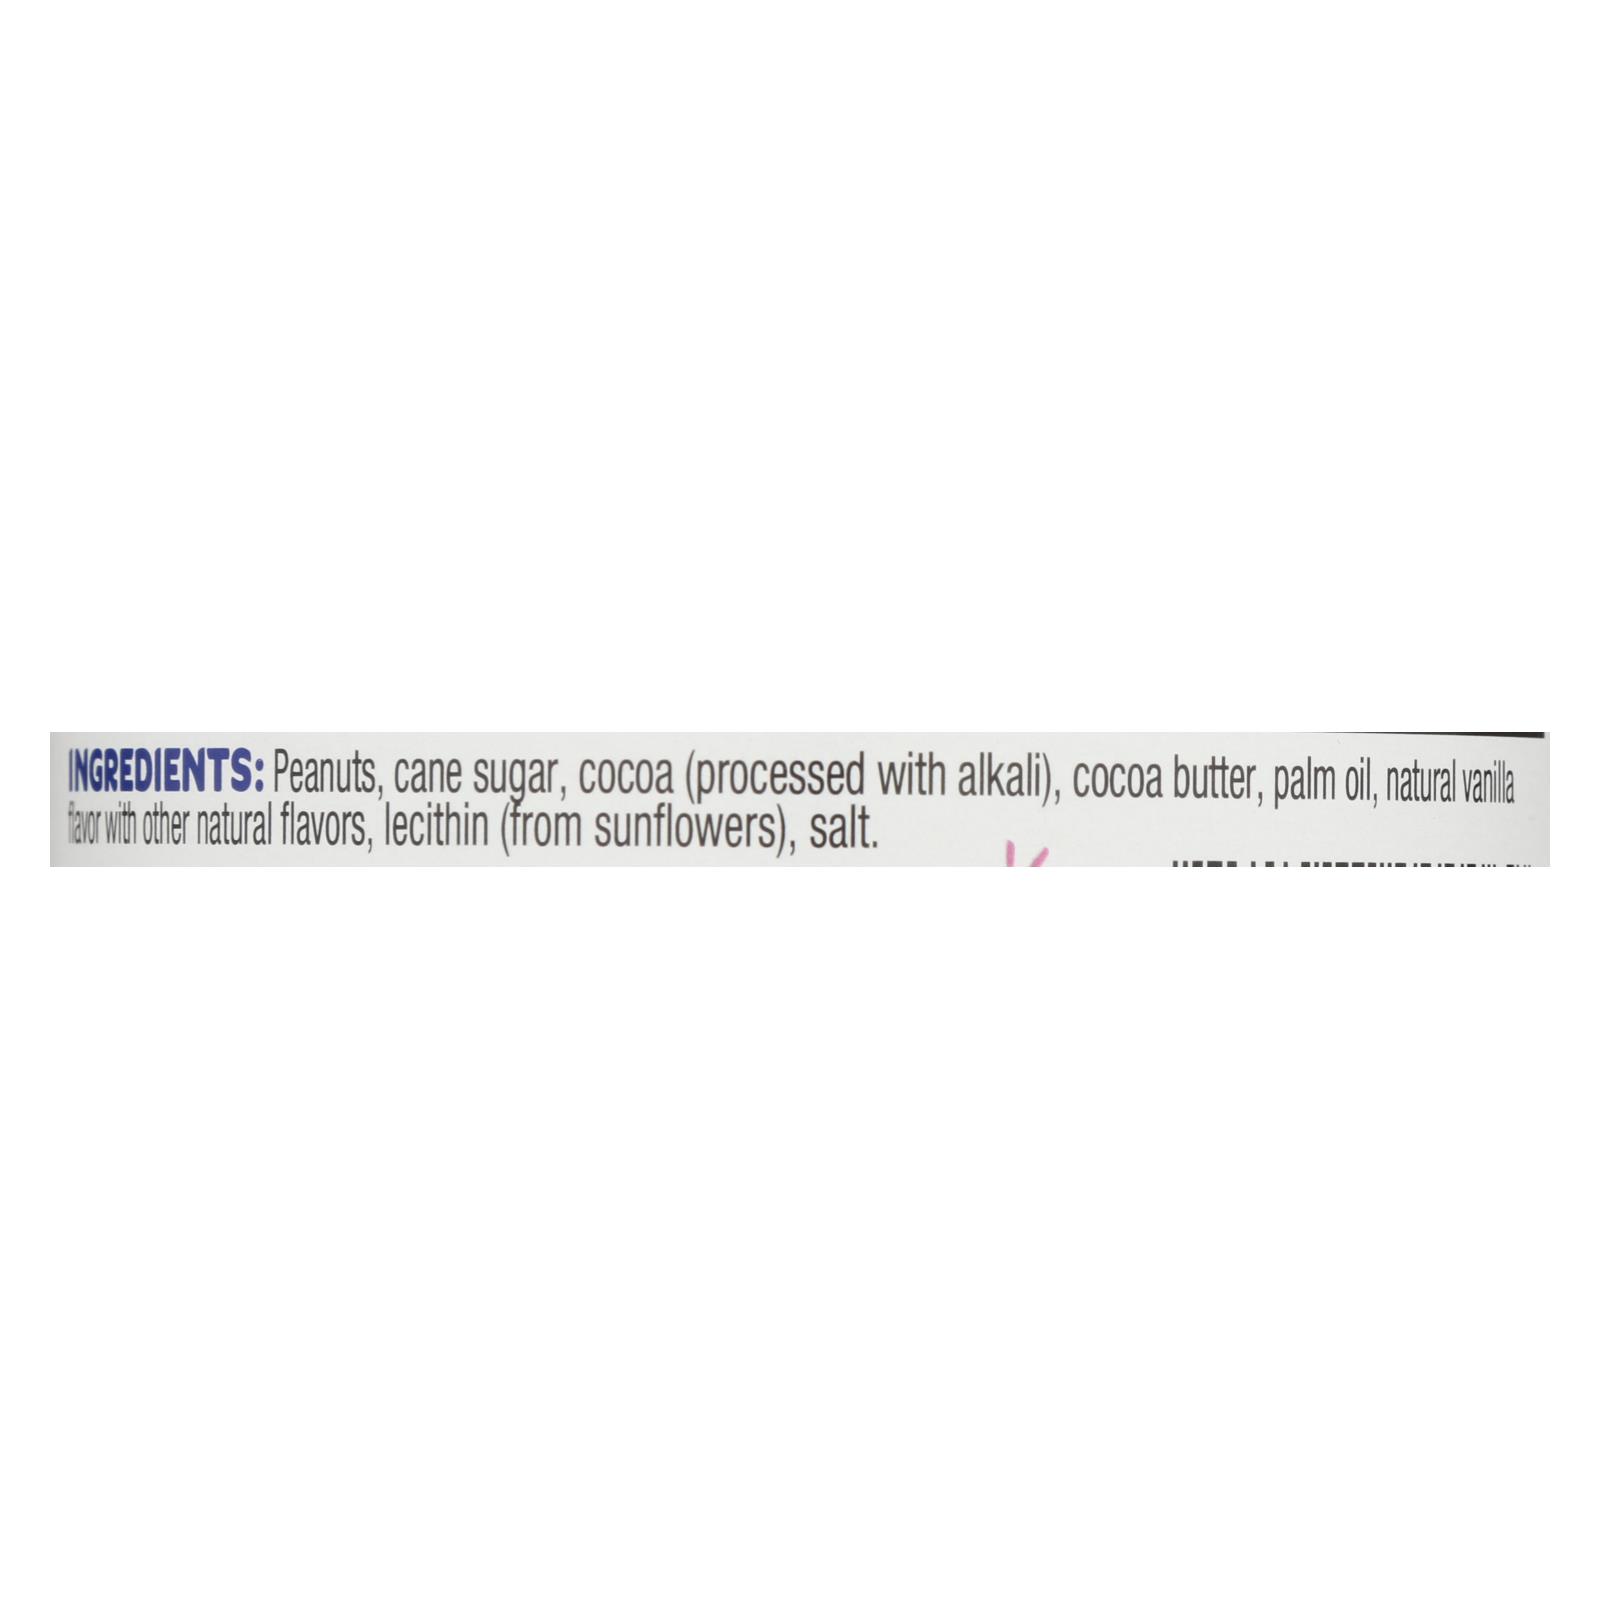 INGREDIENTS: Peanuts, cane sugar, cocoa (processed with alkali), cocoa butter, palm oil, natural vanilla
flavor with other natural flavors, lecithin (from sunflowers), salt.